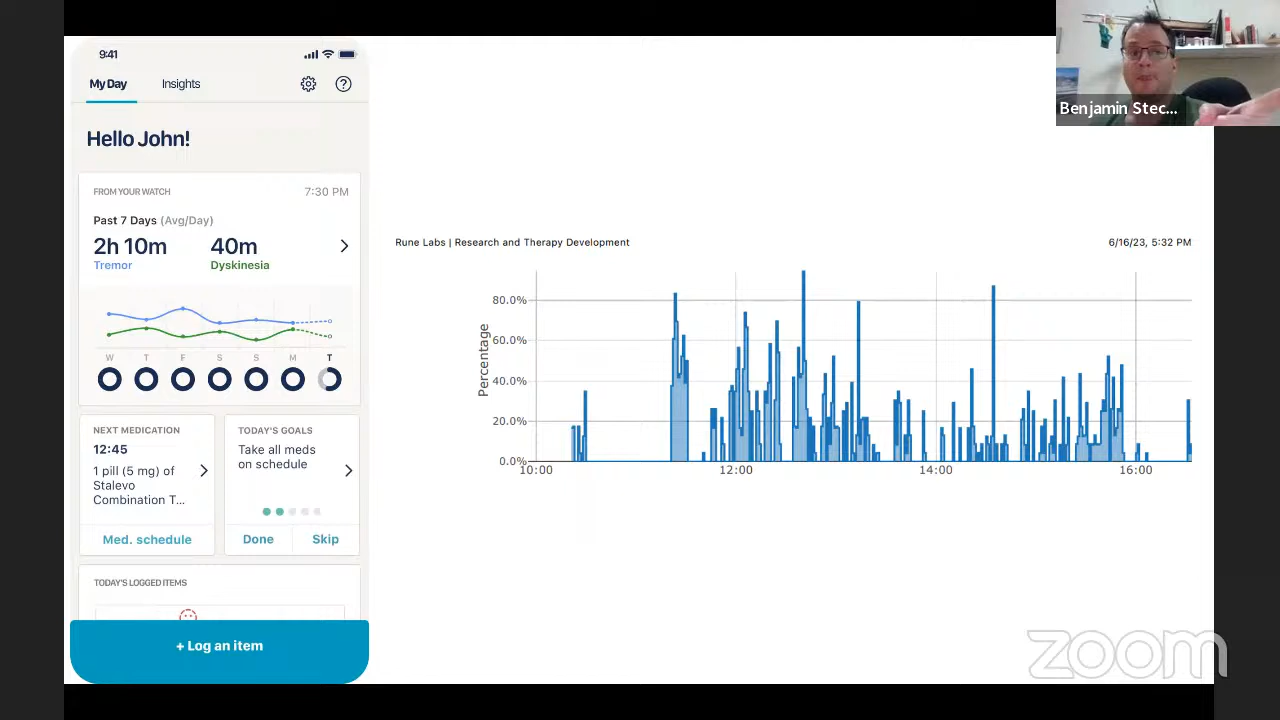 9:41
My Day Insights
Hello John!
FROM YOUR WATCH 7:30 PM
Past 7 Days (Avg/Day)
2h 10m 40m
Tremor Dyskinesia
W T F S S M T
NEXT MEDICATION
12:45
1 pill (5 mg) of
Stalevo
Combination T...
Med. schedule
TODAY'S GOALS
Take all meds
on schedule
Done Skip
TODAY'S LOGGED ITEMS
+ Log an item
Rune Labs | Research and Therapy Development 6/16/23, 5:32 PM
Percentage
80.0%
60.0%
40.0%
20.0%
0.0%
10:00 12:00 14:00 16:00
Benjamin Stec...
zoom